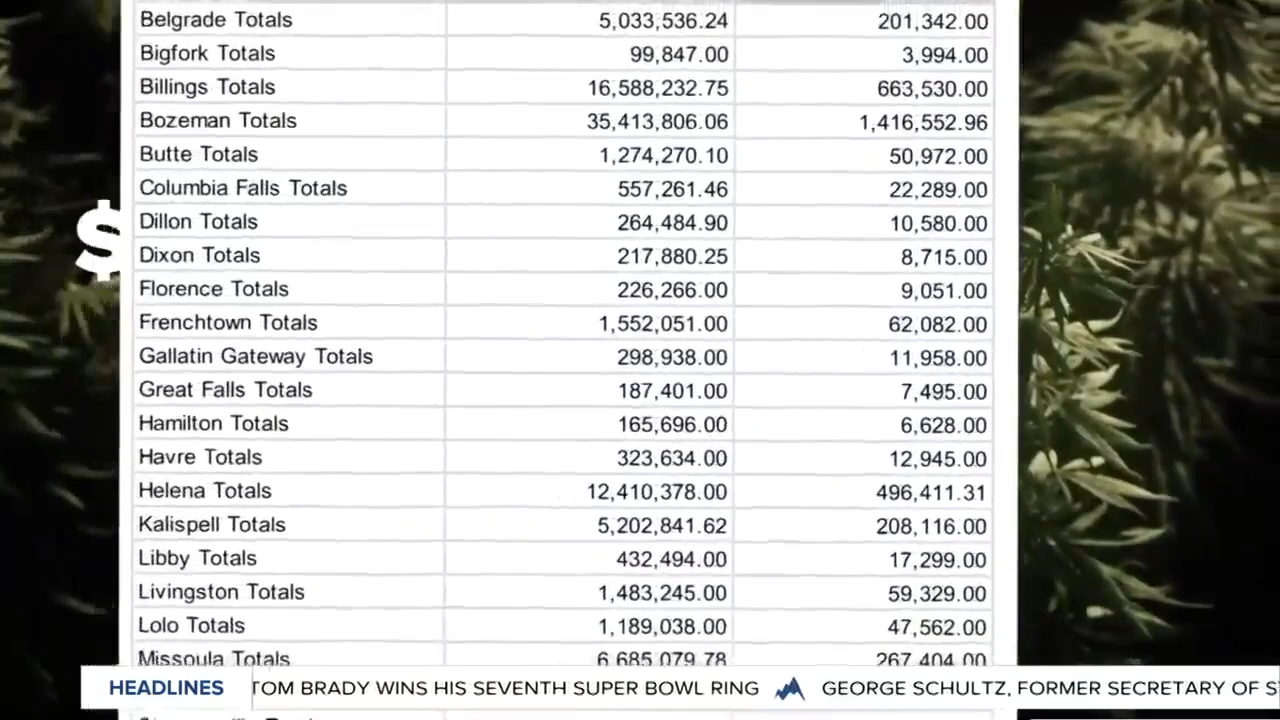 Belgrade Totals 5,033,536.24 201,342.00
Bigfork Totals 99,847.00 3,994.00
Billings Totals 16,588,232.75 663,530.00
Bozeman Totals 35,413,806.06 1,416,552.96
Butte Totals 1,274,270.10 50,972.00
Columbia Falls Totals 557,261.46 22,289.00
Dillon Totals 264,484.90 10,580.00
$
Dixon Totals 217,880.25 8,715.00
Florence Totals 226,266.00 9,051.00
Frenchtown Totals 1,552,051.00 62,082.00
Gallatin Gateway Totals 298,938.00 11,958.00
Great Falls Totals 187,401.00 7,495.00
Hamilton Totals 165,696.00 6,628.00
Havre Totals 323,634.00 12,945.00
Helena Totals 12,410,378.00 496,411.31
Kalispell Totals 5,202,841.62 208,116.00
Libby Totals 432,494.00 17,299.00
Livingston Totals 1,483,245.00 59,329.00
Lolo Totals 1,189,038.00 47,562.00
Missoula Totals 6,685,079.78 267,404.00
HEADLINES TOM BRADY WINS HIS SEVENTH SUPER BOWL RING GEORGE SCHULTZ, FORMER SECRETARY OF